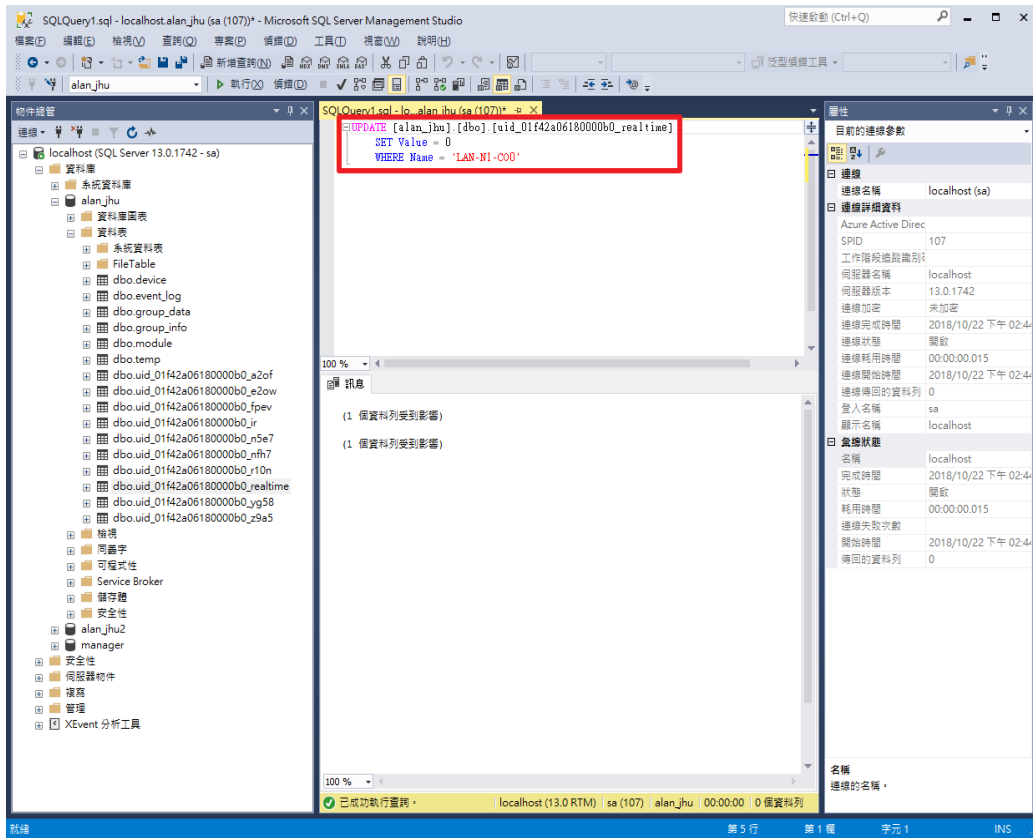 SQLQuery1.sql - localhost.alan_jhu (sa (107))* - Microsoft SQL Server Management Studio
快速啟動 (Ctrl+Q)
檔案(F) 編輯(E) 檢視(V) 查詢(Q) 專案(P) 偵錯(D) 工具(T) 視窗(W) 說明(H)
新增查詢(N) 泛型偵錯工具
alan_jhu 執行(X) 偵錯(D)
物件總管
連線
localhost (SQL Server 13.0.1742 - sa)
資料庫
系統資料庫
alan_jhu
資料庫圖表
資料表
系統資料表
FileTable
dbo.device
dbo.event_log
dbo.group_data
dbo.group_info
dbo.module
dbo.temp
dbo.uid_01f42a06180000b0_a2of
dbo.uid_01f42a06180000b0_e2ow
dbo.uid_01f42a06180000b0_fpev
dbo.uid_01f42a06180000b0_ir
dbo.uid_01f42a06180000b0_n5e7
dbo.uid_01f42a06180000b0_nfh7
dbo.uid_01f42a06180000b0_r10n
dbo.uid_01f42a06180000b0_realtime
dbo.uid_01f42a06180000b0_yg58
dbo.uid_01f42a06180000b0_z9a5
檢視
同義字
可程式性
Service Broker
儲存體
安全性
alan_jhu2
manager
安全性
伺服器物件
複寫
管理
XEvent 分析工具
SQLQuery1.sql - lo...alan_jhu (sa (107))*
UPDATE [alan_jhu].[dbo].[uid_01f42a06180000b0_realtime]
SET Value = 0
WHERE Name = 'LAN-N1-CO0'
100 %
訊息
(1 個資料列受到影響)
(1 個資料列受到影響)
100 %
已成功執行查詢。 localhost (13.0 RTM) sa (107) alan_jhu 00:00:00 0 個資料列
屬性
目前的連線參數
連線
連線名稱 localhost (sa)
連線詳細資料
Azure Active Direc
SPID 107
工作階段追蹤識別
伺服器名稱 localhost
伺服器版本 13.0.1742
連線加密 未加密
連線完成時間 2018/10/22 下午 02:44
連線狀態 開啟
連線耗用時間 00:00:00.015
連線開始時間 2018/10/22 下午 02:44
連線傳回的資料列 0
登入名稱 sa
顯示名稱 localhost
彙總狀態
名稱 localhost
完成時間 2018/10/22 下午 02:44
狀態 開啟
耗用時間 00:00:00.015
連線失敗次數
開始時間 2018/10/22 下午 02:44
傳回的資料列 0
名稱
連線的名稱。
就緒 第 5 行 第 1 欄 字元 1 INS